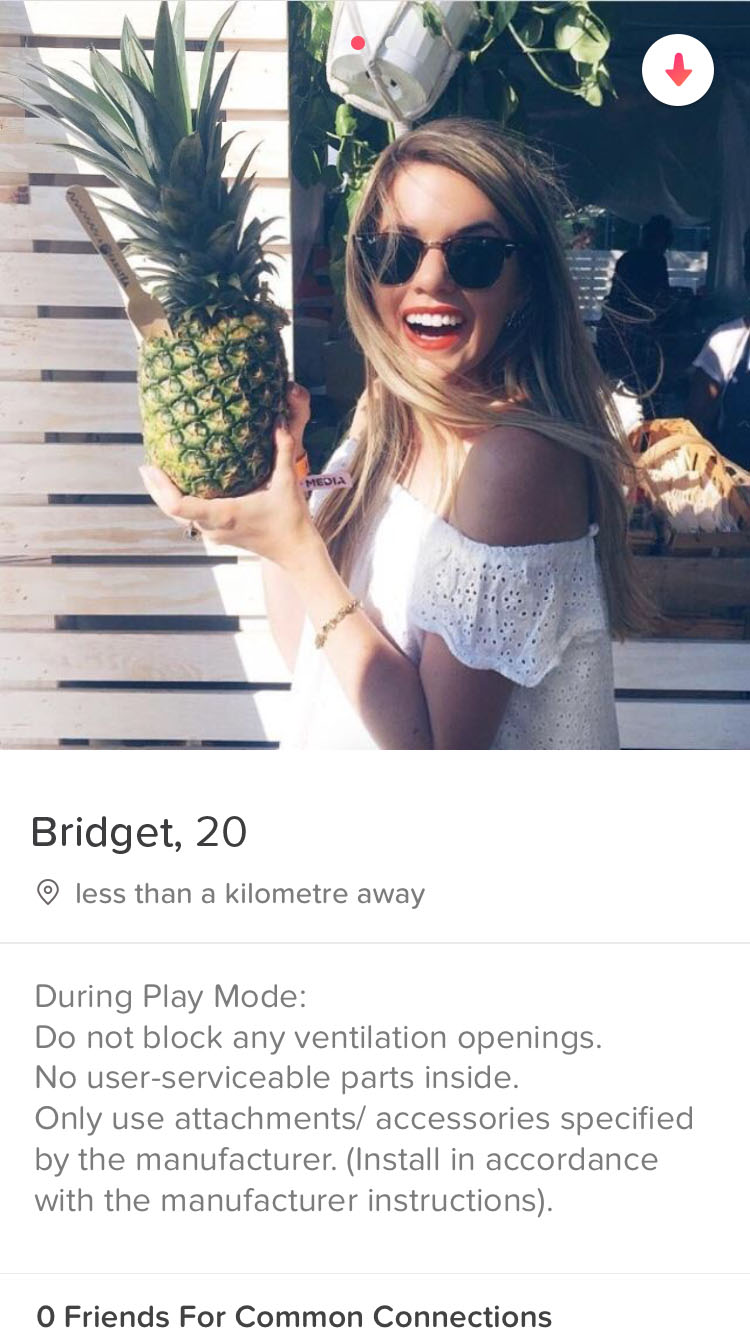 MEDIA
Bridget, 20
less than a kilometre away
During Play Mode:
Do not block any ventilation openings.
No user-serviceable parts inside.
Only use attachments/ accessories specified
by the manufacturer. (Install in accordance
with the manufacturer instructions).
0 Friends For Common Connections